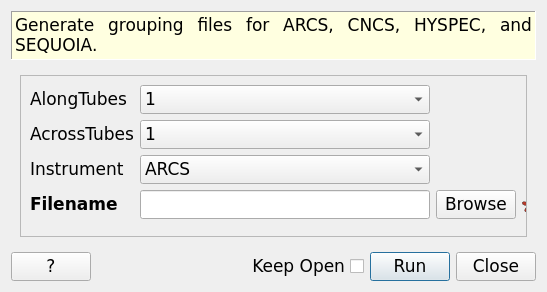 Generate grouping files for ARCS, CNCS, HYSPEC, and
SEQUOIA.
AlongTubes 1
AcrossTubes 1
Instrument ARCS
Filename Browse
? Keep Open Run Close